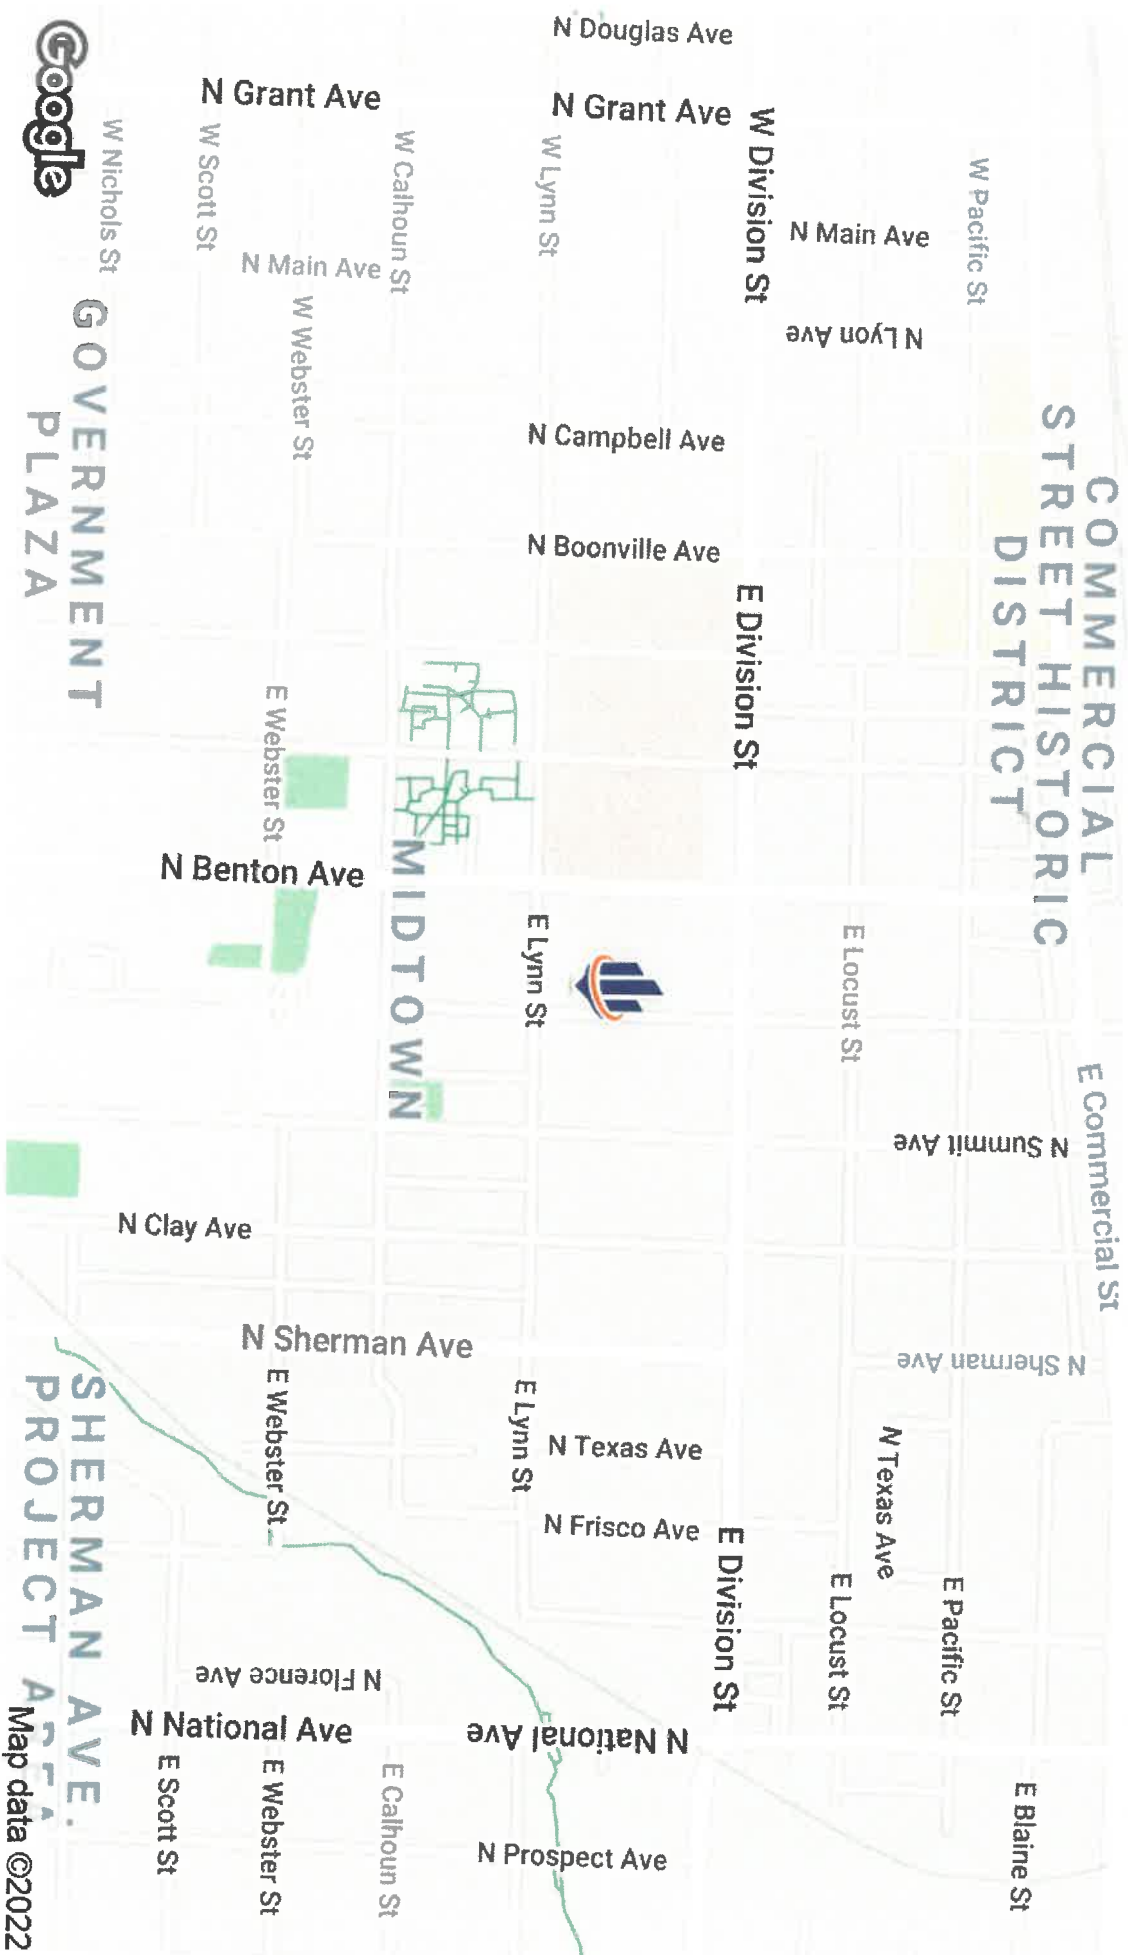 N Douglas Ave
N Grant Ave
N Grant Ave
W Division St
W Nichols St
W Scott St
W Calhoun St
W Lynn St
W Pacific St
N Main Ave
N Main Ave
W Webster St
N Lyon Ave
COMMERCIAL
STREET HISTORIC
DISTRICT
GOVERNMENT
PLAZA
N Campbell Ave
N Boonville Ave
E Division St
E Webster St
N Benton Ave
MIDTOWN
E Lynn St
E Locust St
E Commercial St
N Summit Ave
N Clay Ave
N Sherman Ave
N Sherman Ave
E Webster St
E Lynn St
N Texas Ave
N Texas Ave
N Frisco Ave
E Division St
E Locust St
E Pacific St
SHERMAN AVE.
PROJECT AREA
N Florence Ave
N National Ave
N National Ave
E Scott St
E Webster St
E Calhoun St
N Prospect Ave
E Blaine St
Google
Map data ©2022